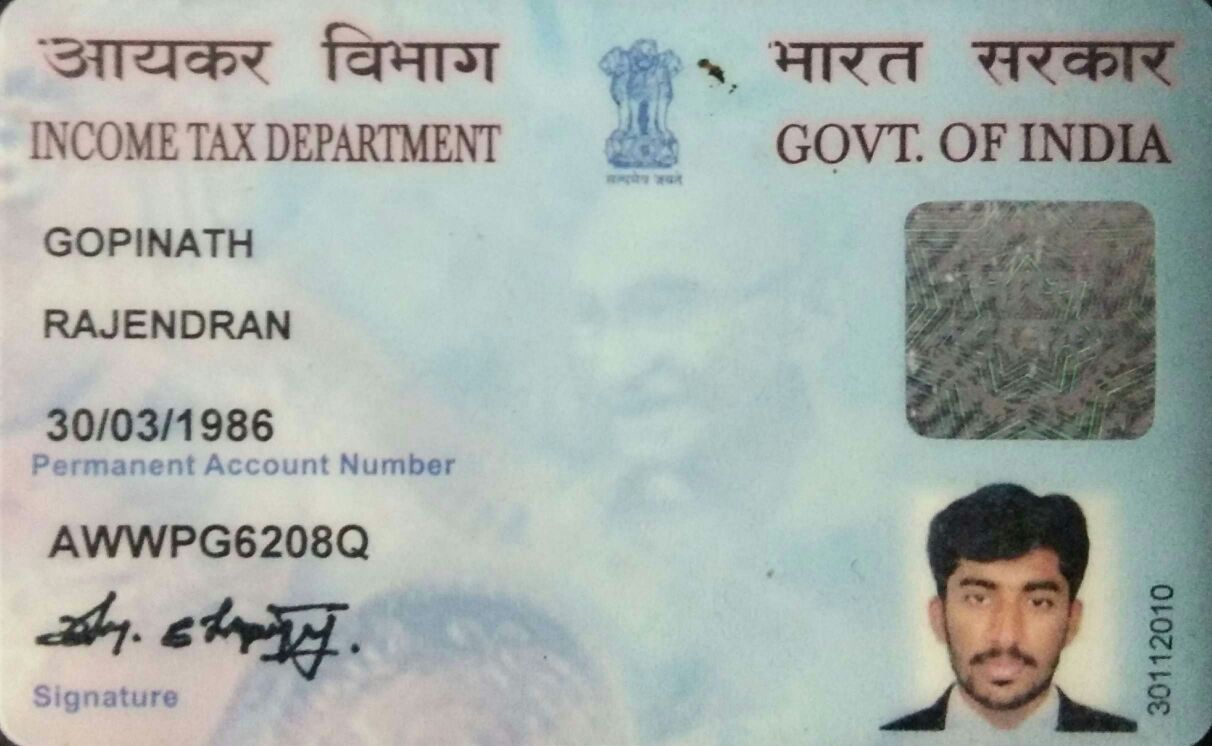 आयकर विभाग
भारत सरकार
INCOME TAX DEPARTMENT
GOVT. OF INDIA
सत्यमेव जयते
GOPINATH
RAJENDRAN
30/03/1986
Permanent Account Number
AWWPG6208Q
Signature
30112010